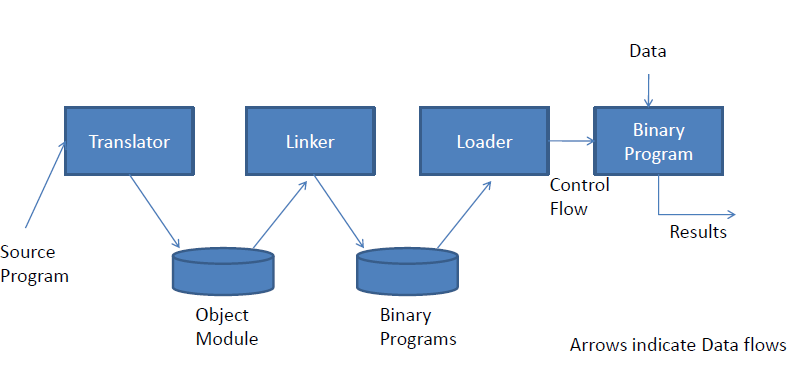 Data
Translator
Linker
Loader
Binary
Program
Control
Flow
Results
Source
Program
Object
Module
Binary
Programs
Arrows indicate Data flows